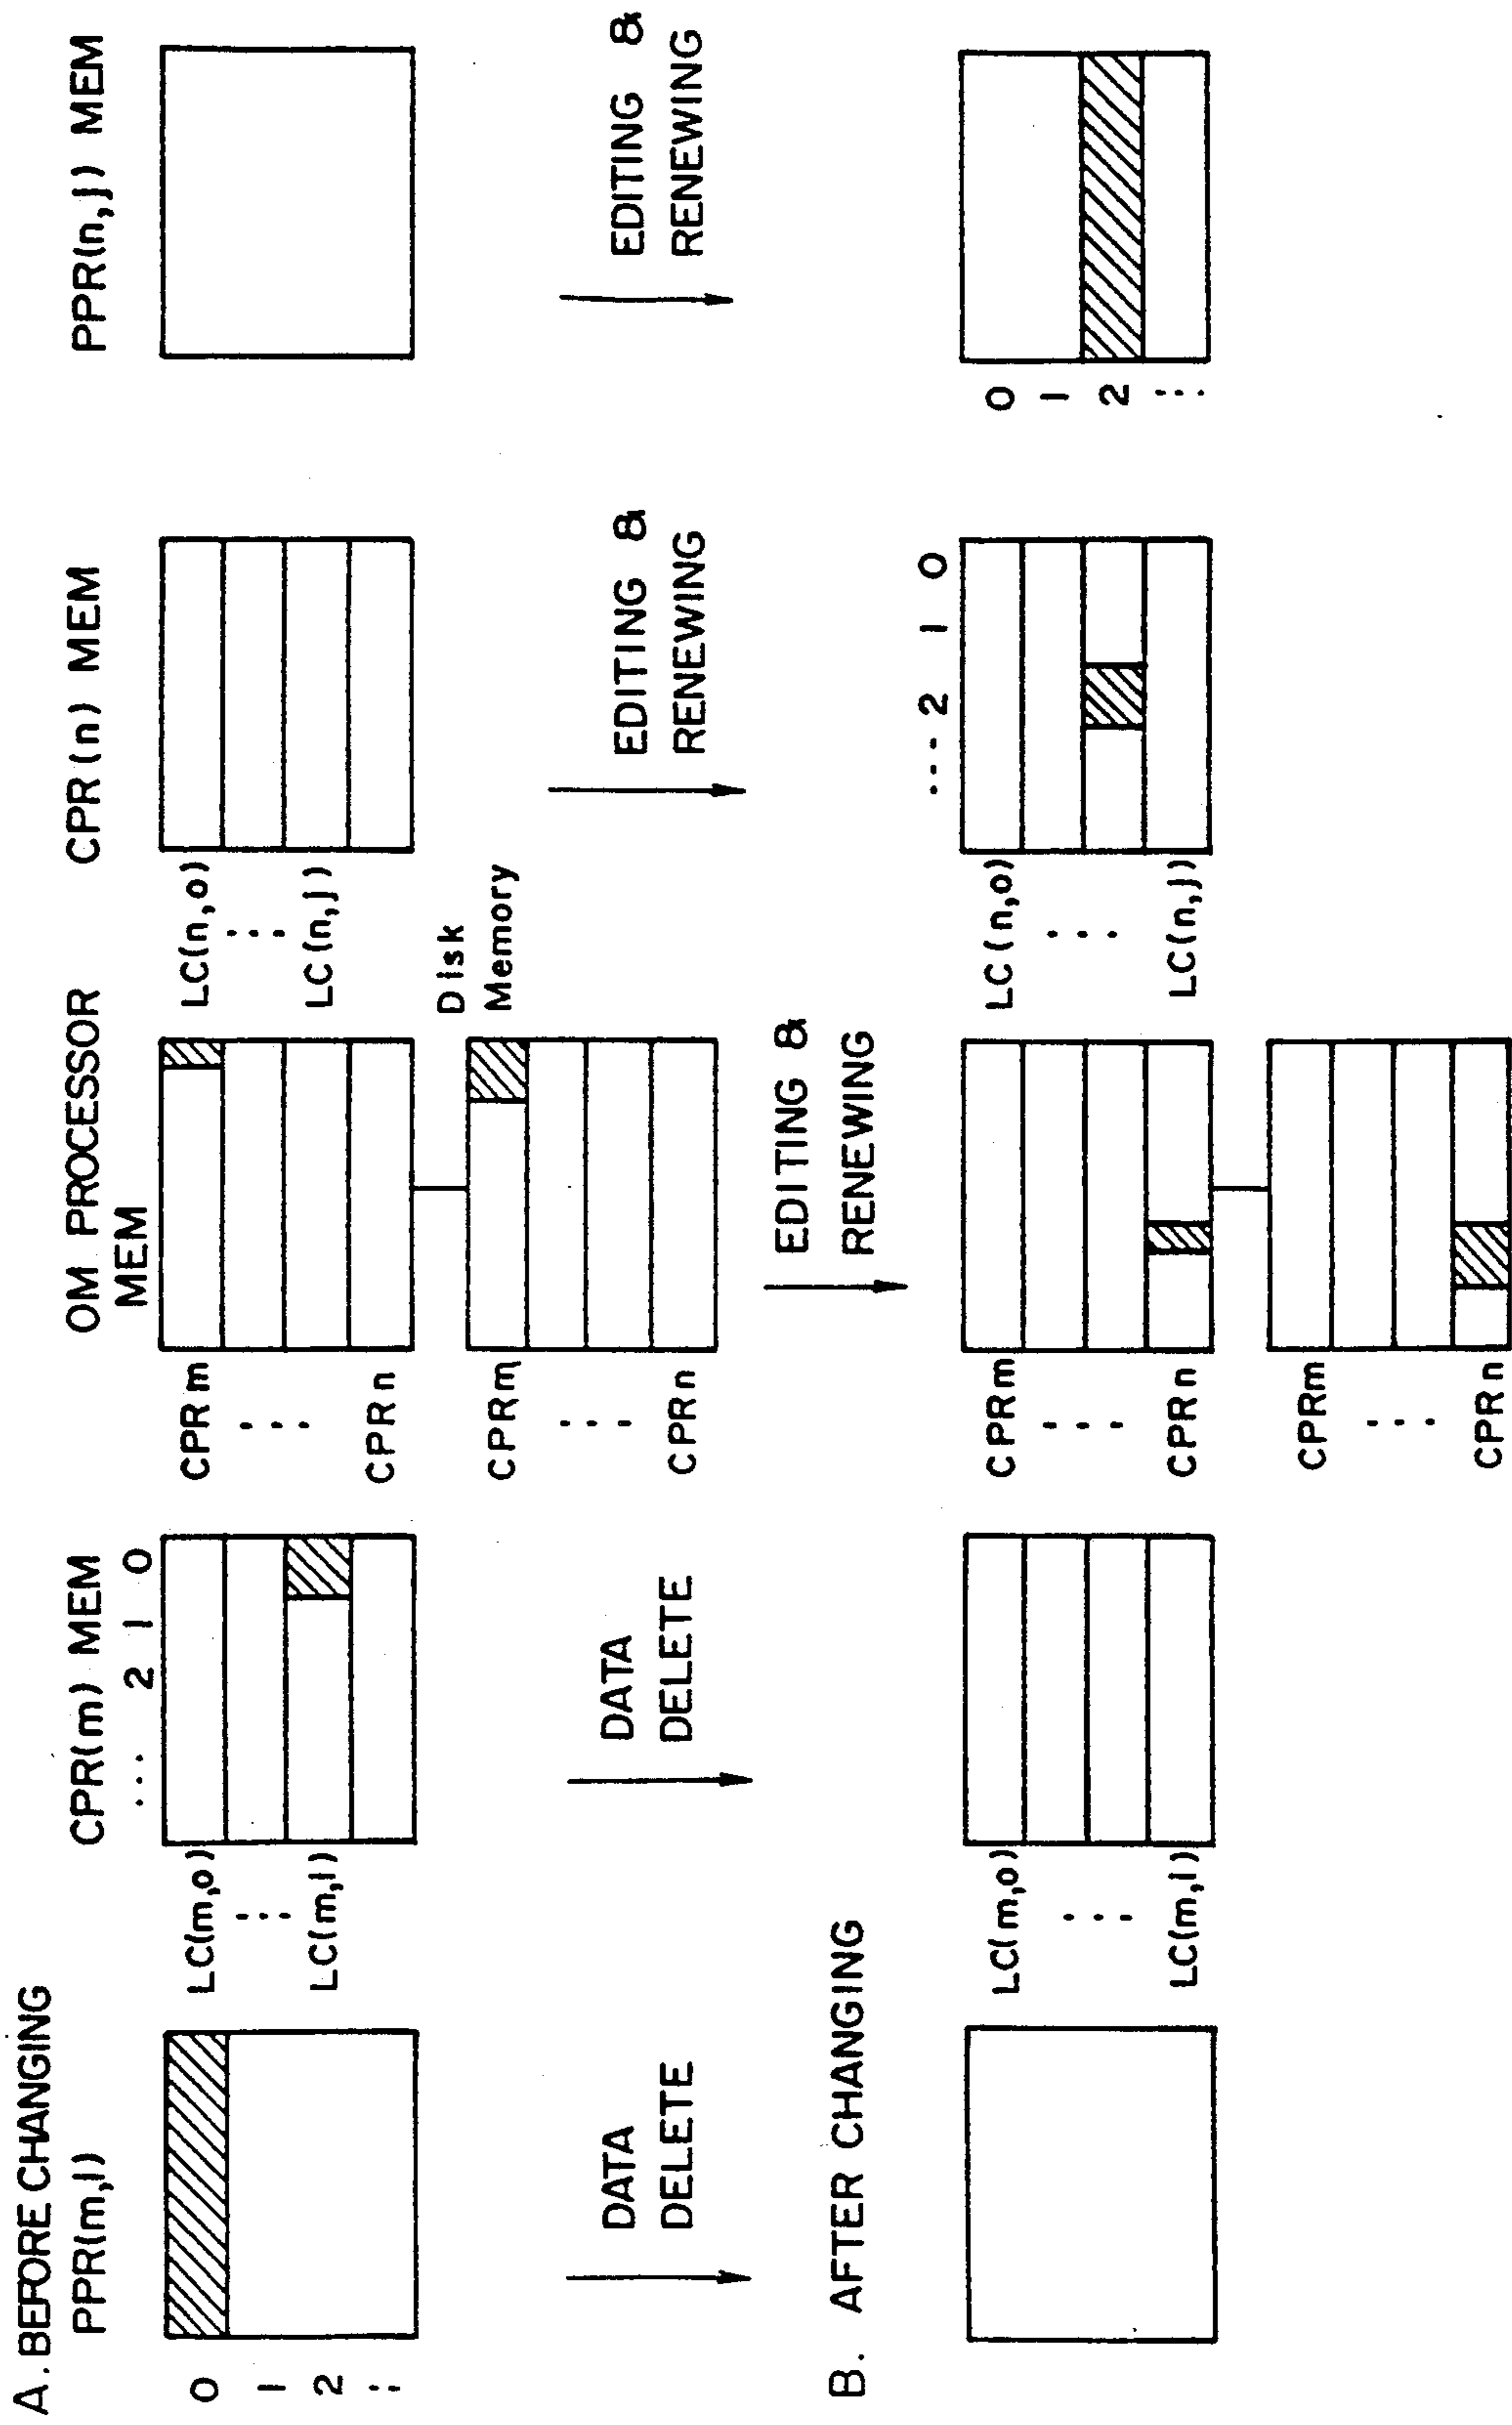 A. BEFORE CHANGING
PPR(m,l)
CPR(m) MEM
OM PROCESSOR
MEM
CPR(n) MEM
PPR(n,j) MEM
0
1
2
⋮
... 2 1 0
LC(m,o)
⋮
LC(m,l)
CPRm
⋮
CPRn
LC(n,o)
⋮
LC(n,j)
Disk
Memory
CPRm
⋮
CPRn
DATA
DELETE
DATA
DELETE
EDITING &
RENEWING
EDITING &
RENEWING
EDITING &
RENEWING
B. AFTER CHANGING
LC(m,o)
⋮
LC(m,l)
CPRm
⋮
CPRn
CPRm
⋮
CPRn
... 2 1 0
LC(n,o)
⋮
LC(n,j)
0
1
2
⋮